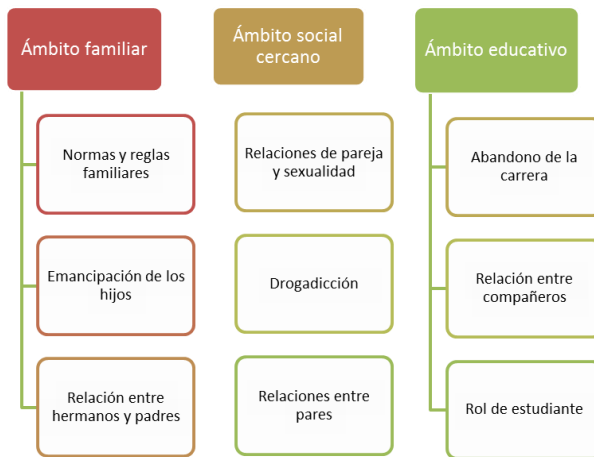 Ámbito familiar
Normas y reglas
familiares
Emancipación de los
hijos
Relación entre
hermanos y padres
Ámbito social
cercano
Relaciones de pareja
y sexualidad
Drogadicción
Relaciones entre
pares
Ámbito educativo
Abandono de la
carrera
Relación entre
compañeros
Rol de estudiante